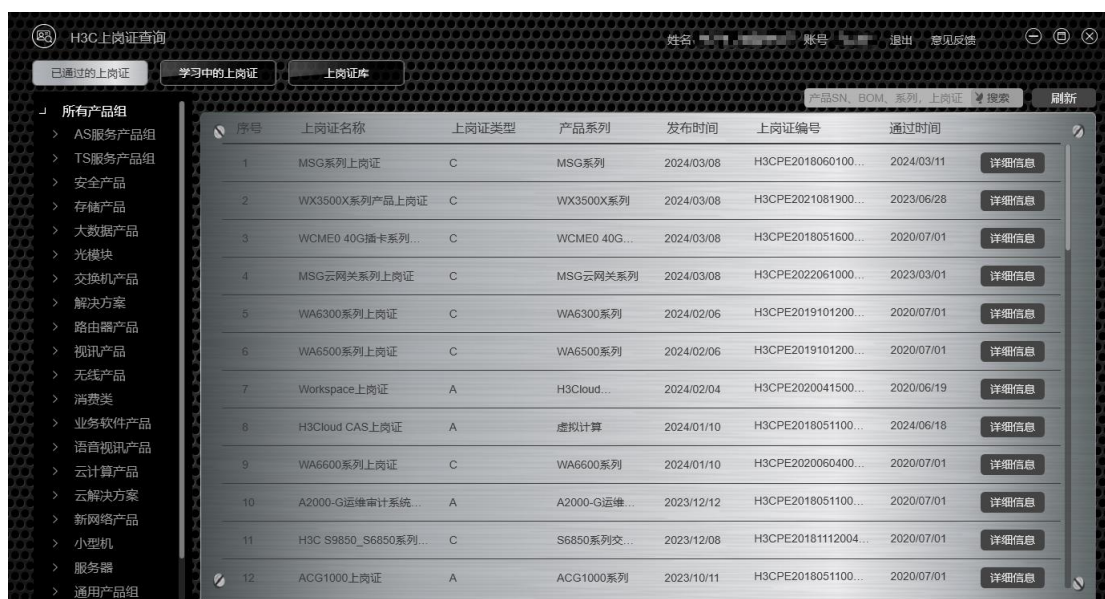 H3C上岗证查询 姓名: 账号 退出 意见反馈
已通过的上岗证 学习中的上岗证 上岗证库
产品SN、BOM、系列、上岗证 搜索 刷新
所有产品组
AS服务产品组
TS服务产品组
安全产品
存储产品
大数据产品
光模块
交换机产品
解决方案
路由器产品
视讯产品
无线产品
消费类
业务软件产品
语音视讯产品
云计算产品
云解决方案
新网络产品
小型机
服务器
通用产品组
序号 上岗证名称 上岗证类型 产品系列 发布时间 上岗证编号 通过时间
1 MSG系列上岗证 C MSG系列 2024/03/08 H3CPE2018060100... 2024/03/11 详细信息
2 WX3500X系列产品上岗证 C WX3500X系列 2024/03/08 H3CPE2021081900... 2023/06/28 详细信息
3 WCME0 40G插卡系列... C WCME0 40G... 2024/03/08 H3CPE2018051600... 2020/07/01 详细信息
4 MSG云网关系列上岗证 C MSG云网关系列 2024/03/08 H3CPE2022061000... 2023/03/01 详细信息
5 WA6300系列上岗证 C WA6300系列 2024/02/06 H3CPE2019101200... 2020/07/01 详细信息
6 WA6500系列上岗证 C WA6500系列 2024/02/06 H3CPE2019101200... 2020/07/01 详细信息
7 Workspace上岗证 A H3Cloud... 2024/02/04 H3CPE2020041500... 2020/06/19 详细信息
8 H3Cloud CAS上岗证 A 虚拟计算 2024/01/10 H3CPE2018051100... 2024/06/18 详细信息
9 WA6600系列上岗证 C WA6600系列 2024/01/10 H3CPE2020060400... 2020/07/01 详细信息
10 A2000-G运维审计系统... A A2000-G运维... 2023/12/12 H3CPE2018051100... 2020/07/01 详细信息
11 H3C S9850_S6850系列... C S6850系列交... 2023/12/08 H3CPE20181112004... 2020/07/01 详细信息
12 ACG1000上岗证 A ACG1000系列 2023/10/11 H3CPE2018051100... 2020/07/01 详细信息